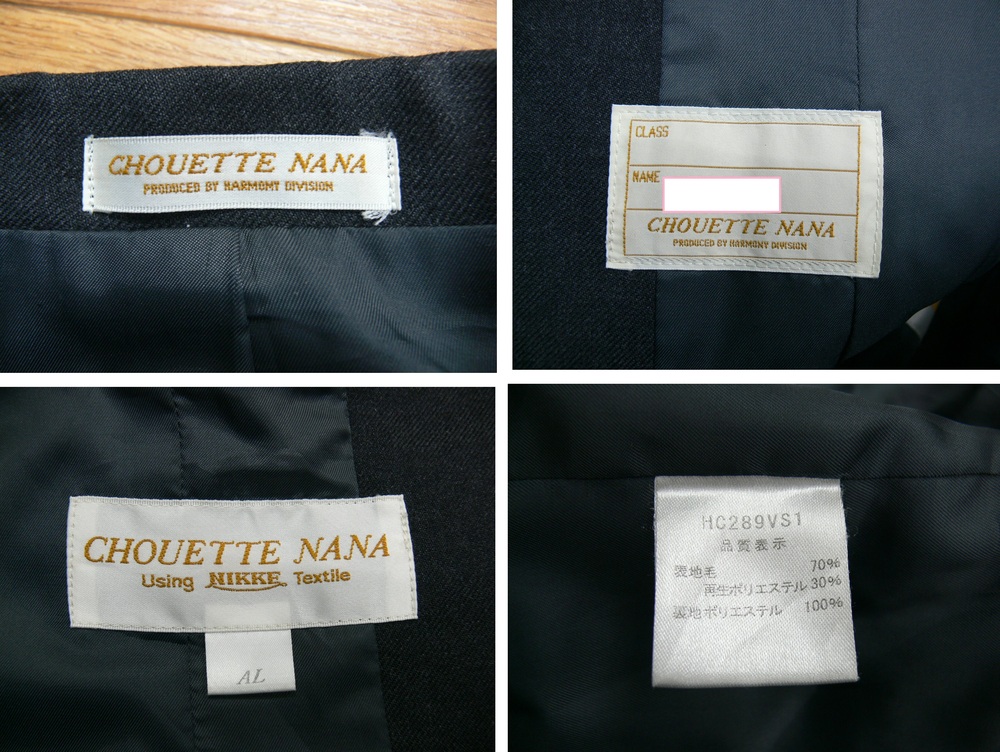 CHOUETTE NANA
PRODUCED BY HARMONY DIVISION
CLASS
NAME
CHOUETTE NANA
PRODUCED BY HARMONY DIVISION
CHOUETTE NANA
Using NIKKE Textile
AL
HC289VS1
品質表示
表地毛 70%
再生ポリエステル 30%
裏地ポリエステル 100%